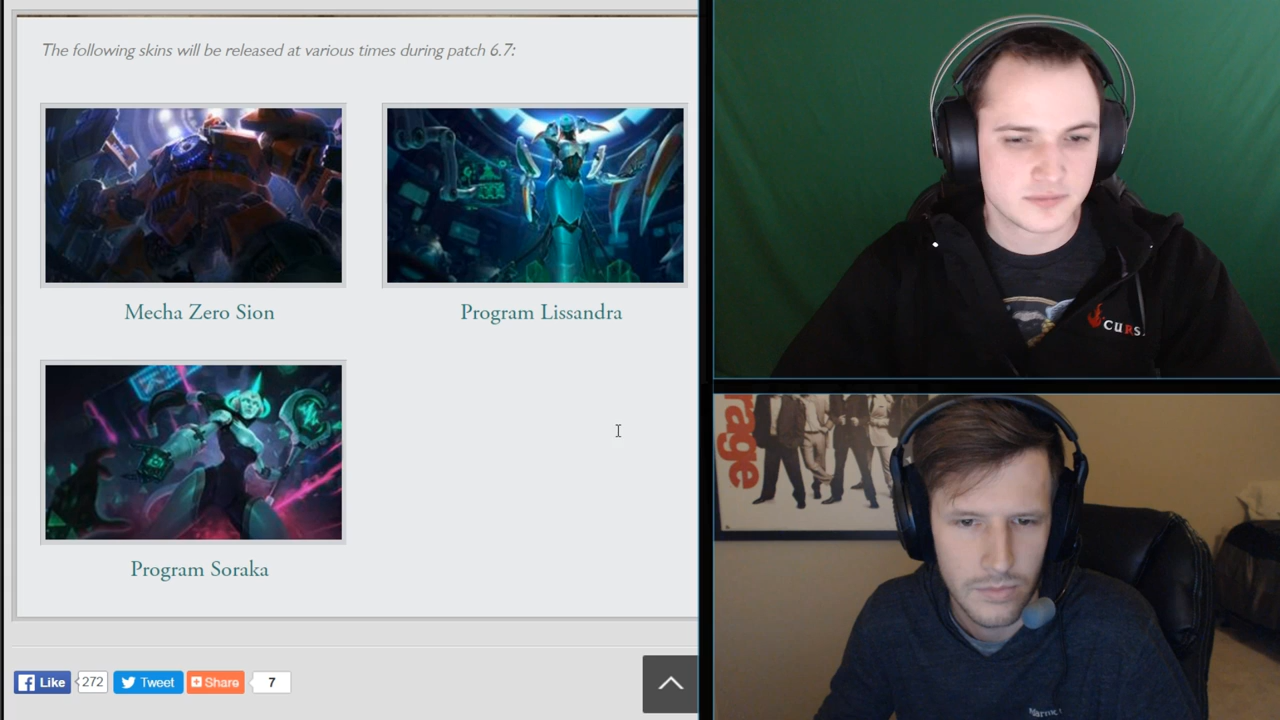 The following skins will be released at various times during patch 6.7:
Mecha Zero Sion
Program Lissandra
Program Soraka
Like
272
Tweet
Share
7
CURS
rage